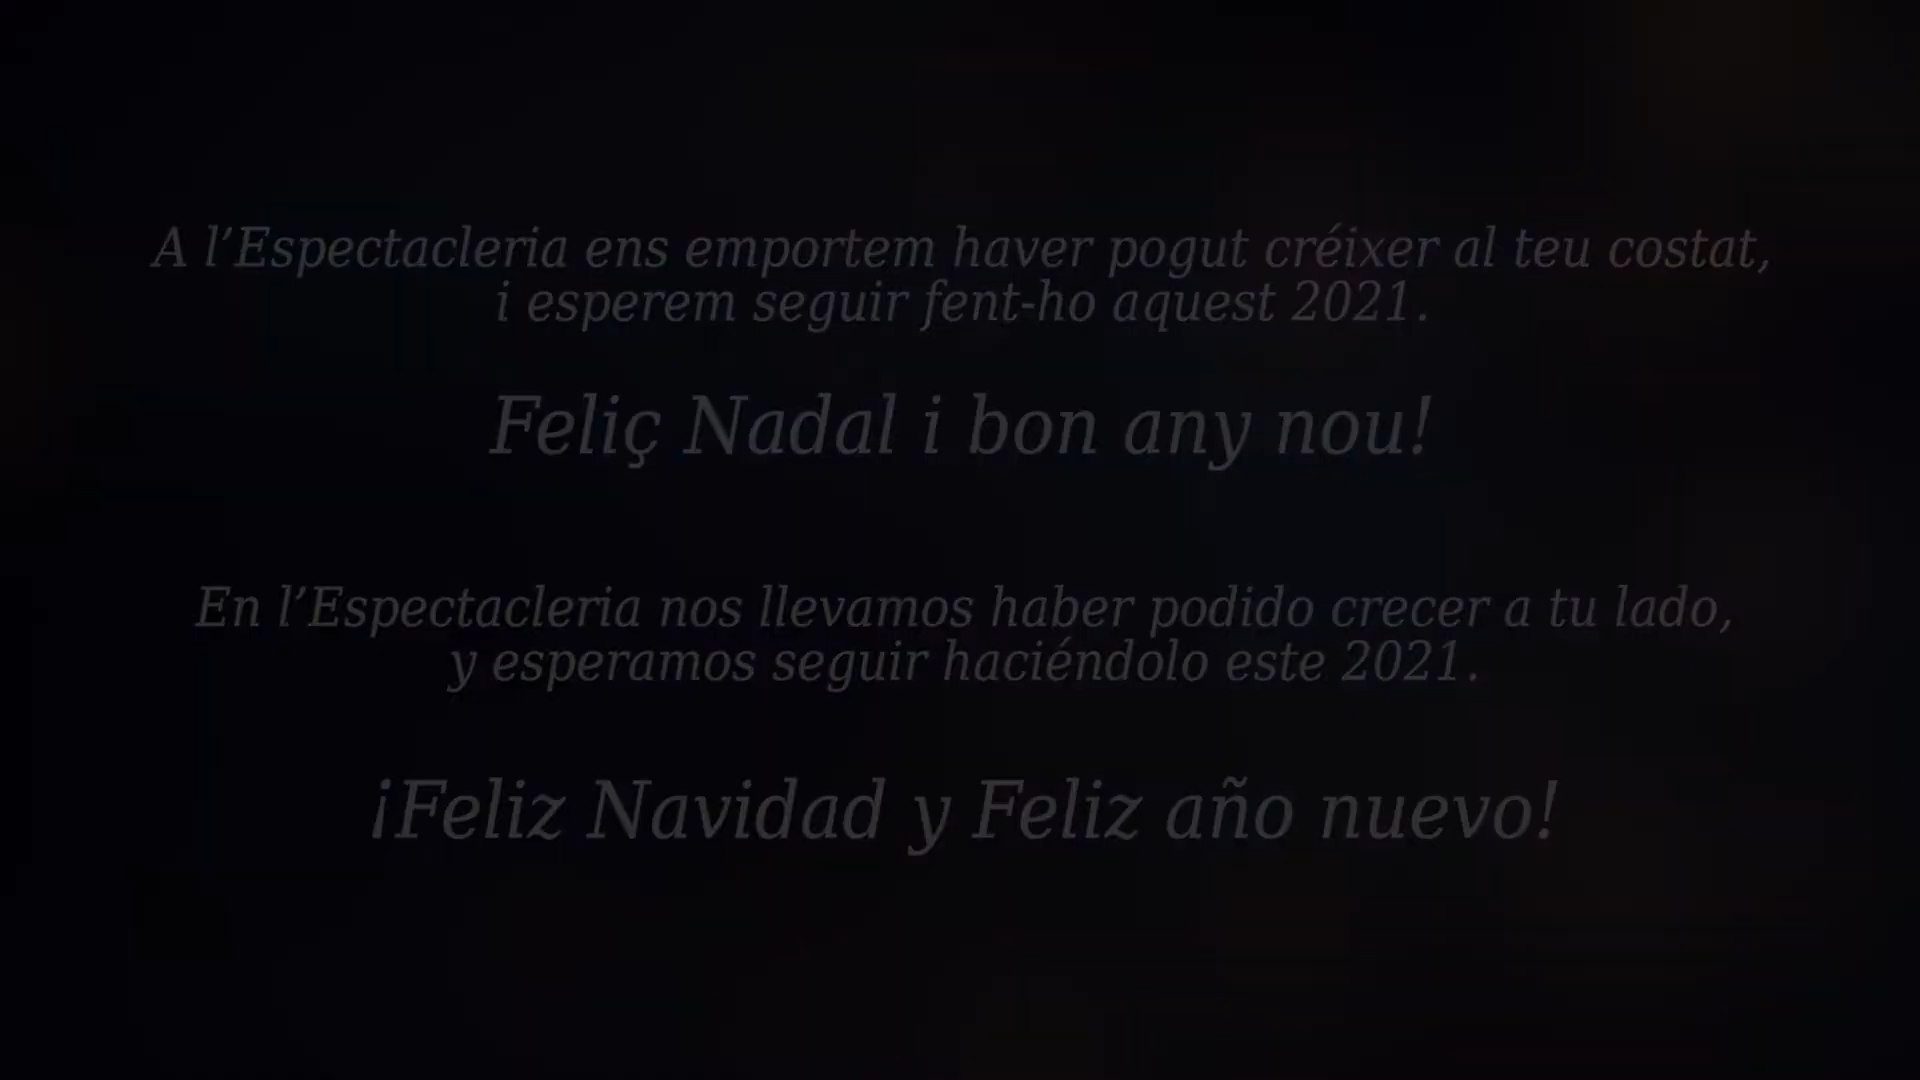 A l’Espectacleria ens emportem haver pogut créixer al teu costat,
i esperem seguir fent-ho aquest 2021.
Feliç Nadal i bon any nou!
En l’Espectacleria nos llevamos haber podido crecer a tu lado,
y esperamos seguir haciéndolo este 2021.
¡Feliz Navidad y Feliz año nuevo!